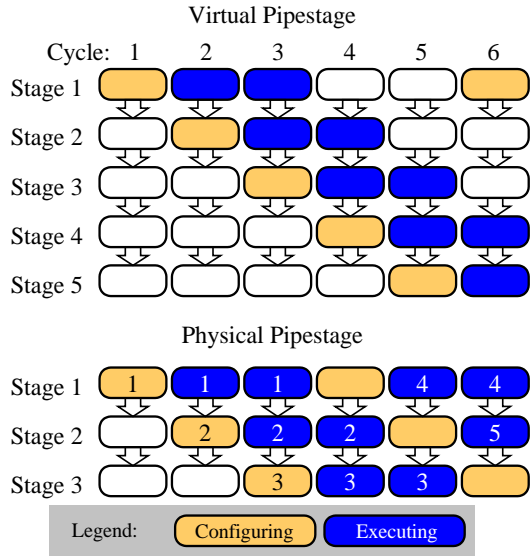 Virtual Pipestage
Cycle: 1 2 3 4 5 6
Stage 1
Stage 2
Stage 3
Stage 4
Stage 5
Physical Pipestage
Stage 1 1 1 1 4 4
Stage 2 2 2 2 5
Stage 3 3 3 3
Legend: Configuring Executing